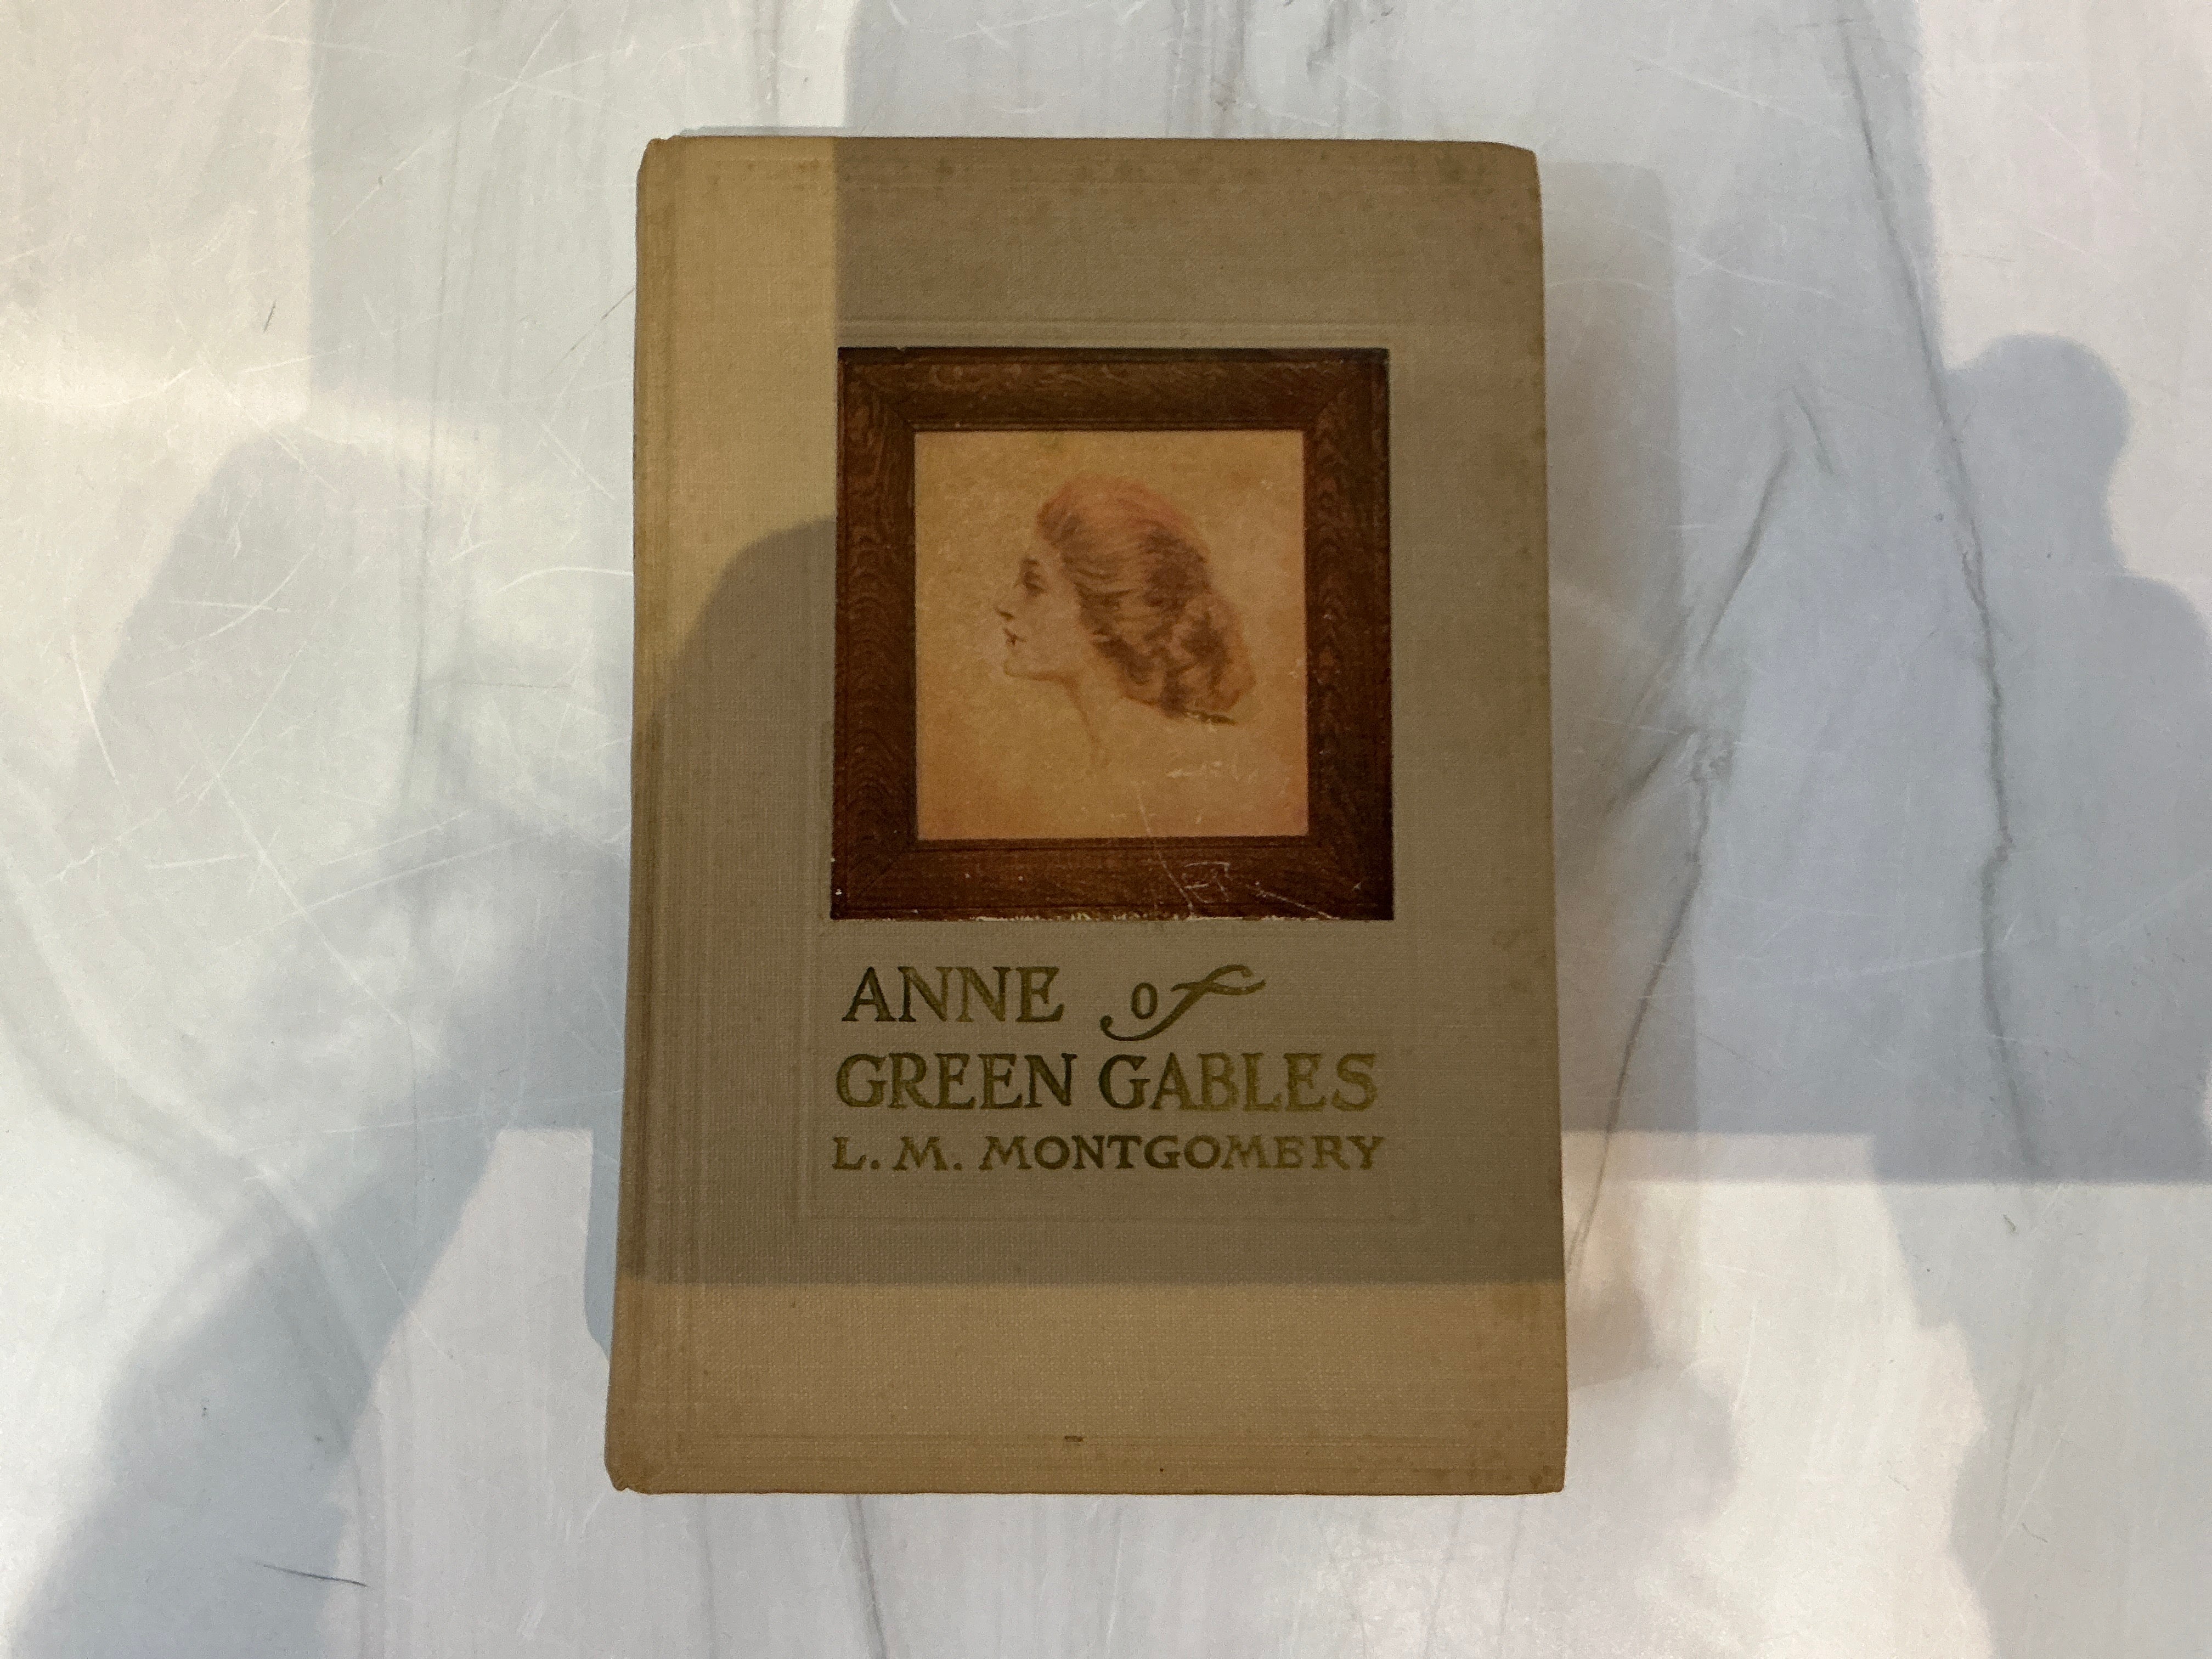 ANNE of
GREEN GABLES
L. M. MONTGOMERY